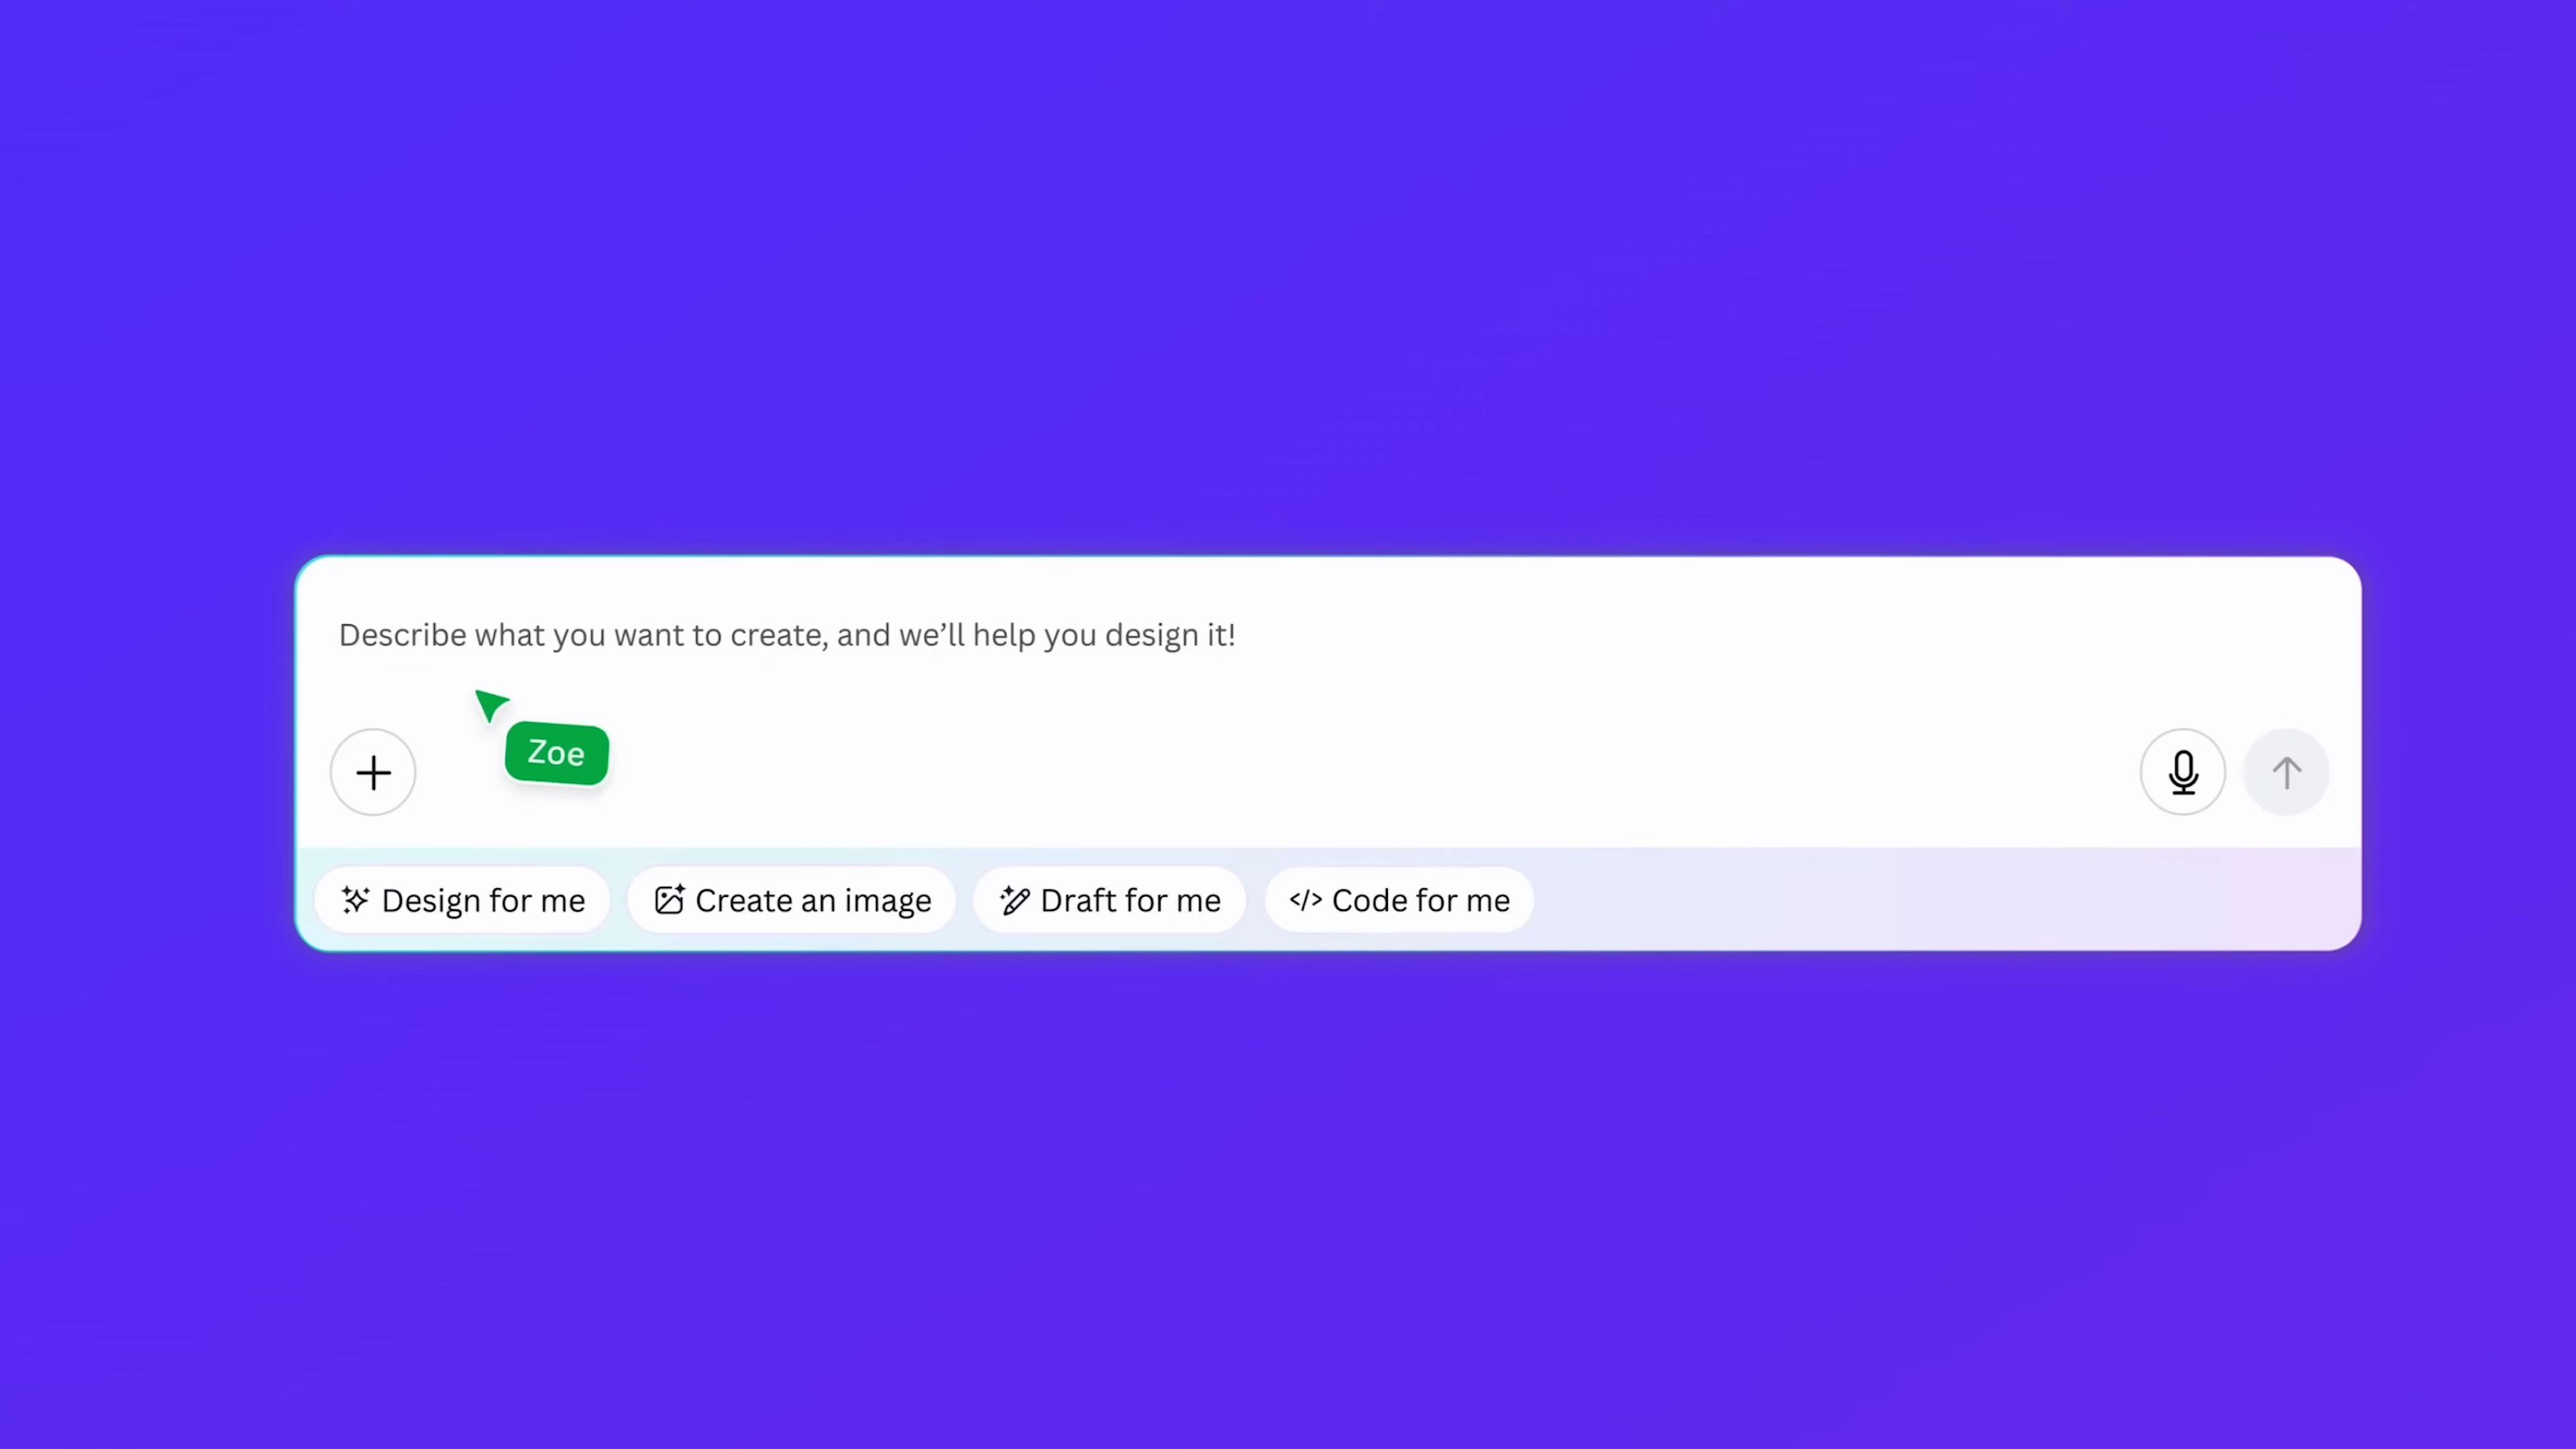 Describe what you want to create, and we’ll help you design it!
Zoe
Design for me
Create an image
Draft for me
</> Code for me